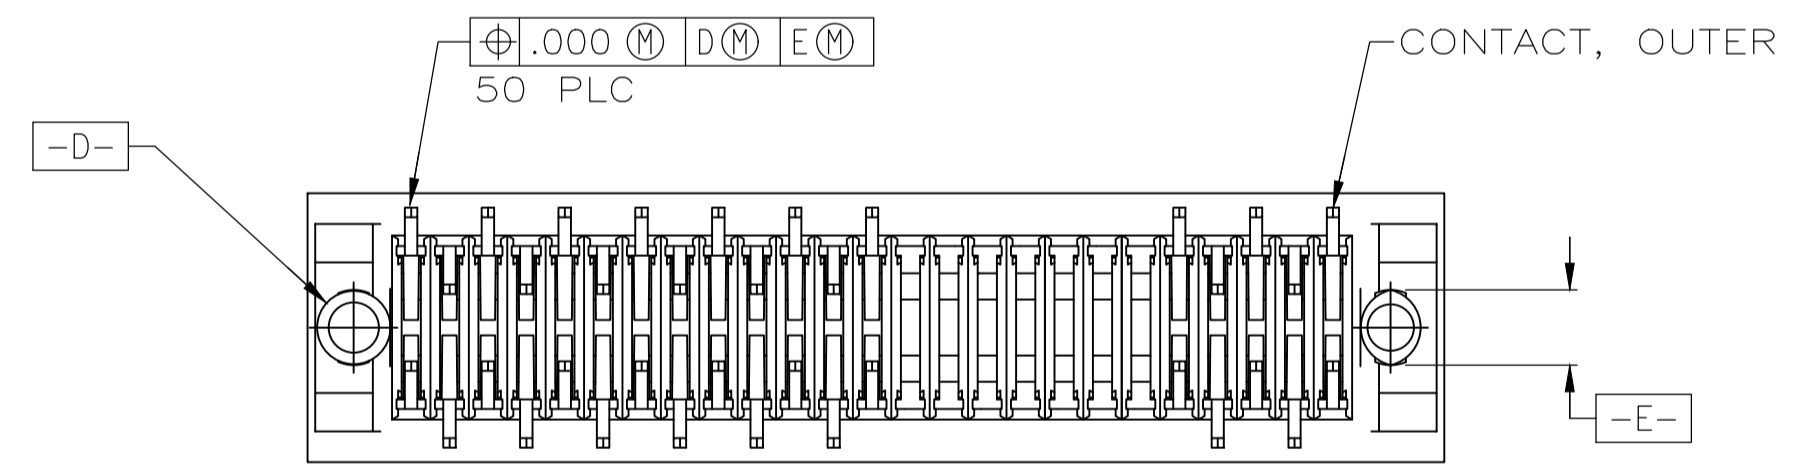 ⌖ .000 Ⓜ D Ⓜ E Ⓜ
50 PLC
CONTACT, OUTER
-D-
-E-